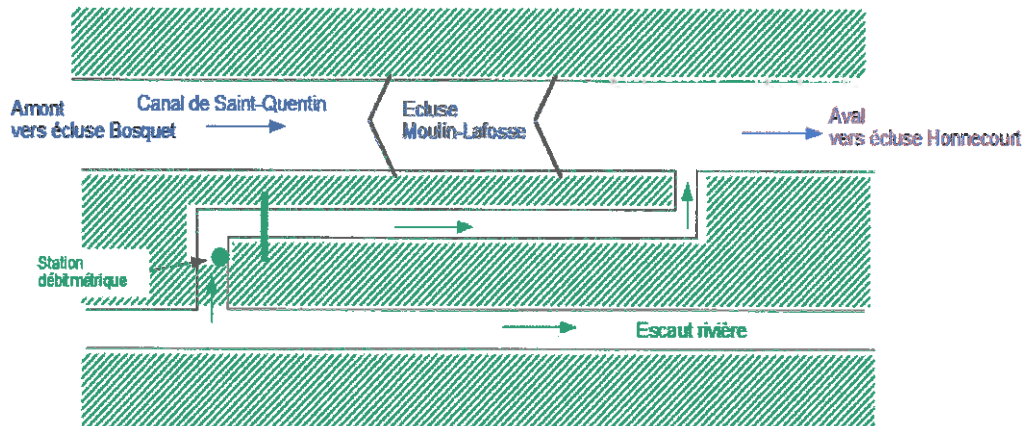 Amont
vers écluse Bosquet
Canal de Saint-Quentin
Ecluse
Moulin-Lafosse
Aval
vers écluse Honnecourt
Station
débitmétrique
Escaut rivière